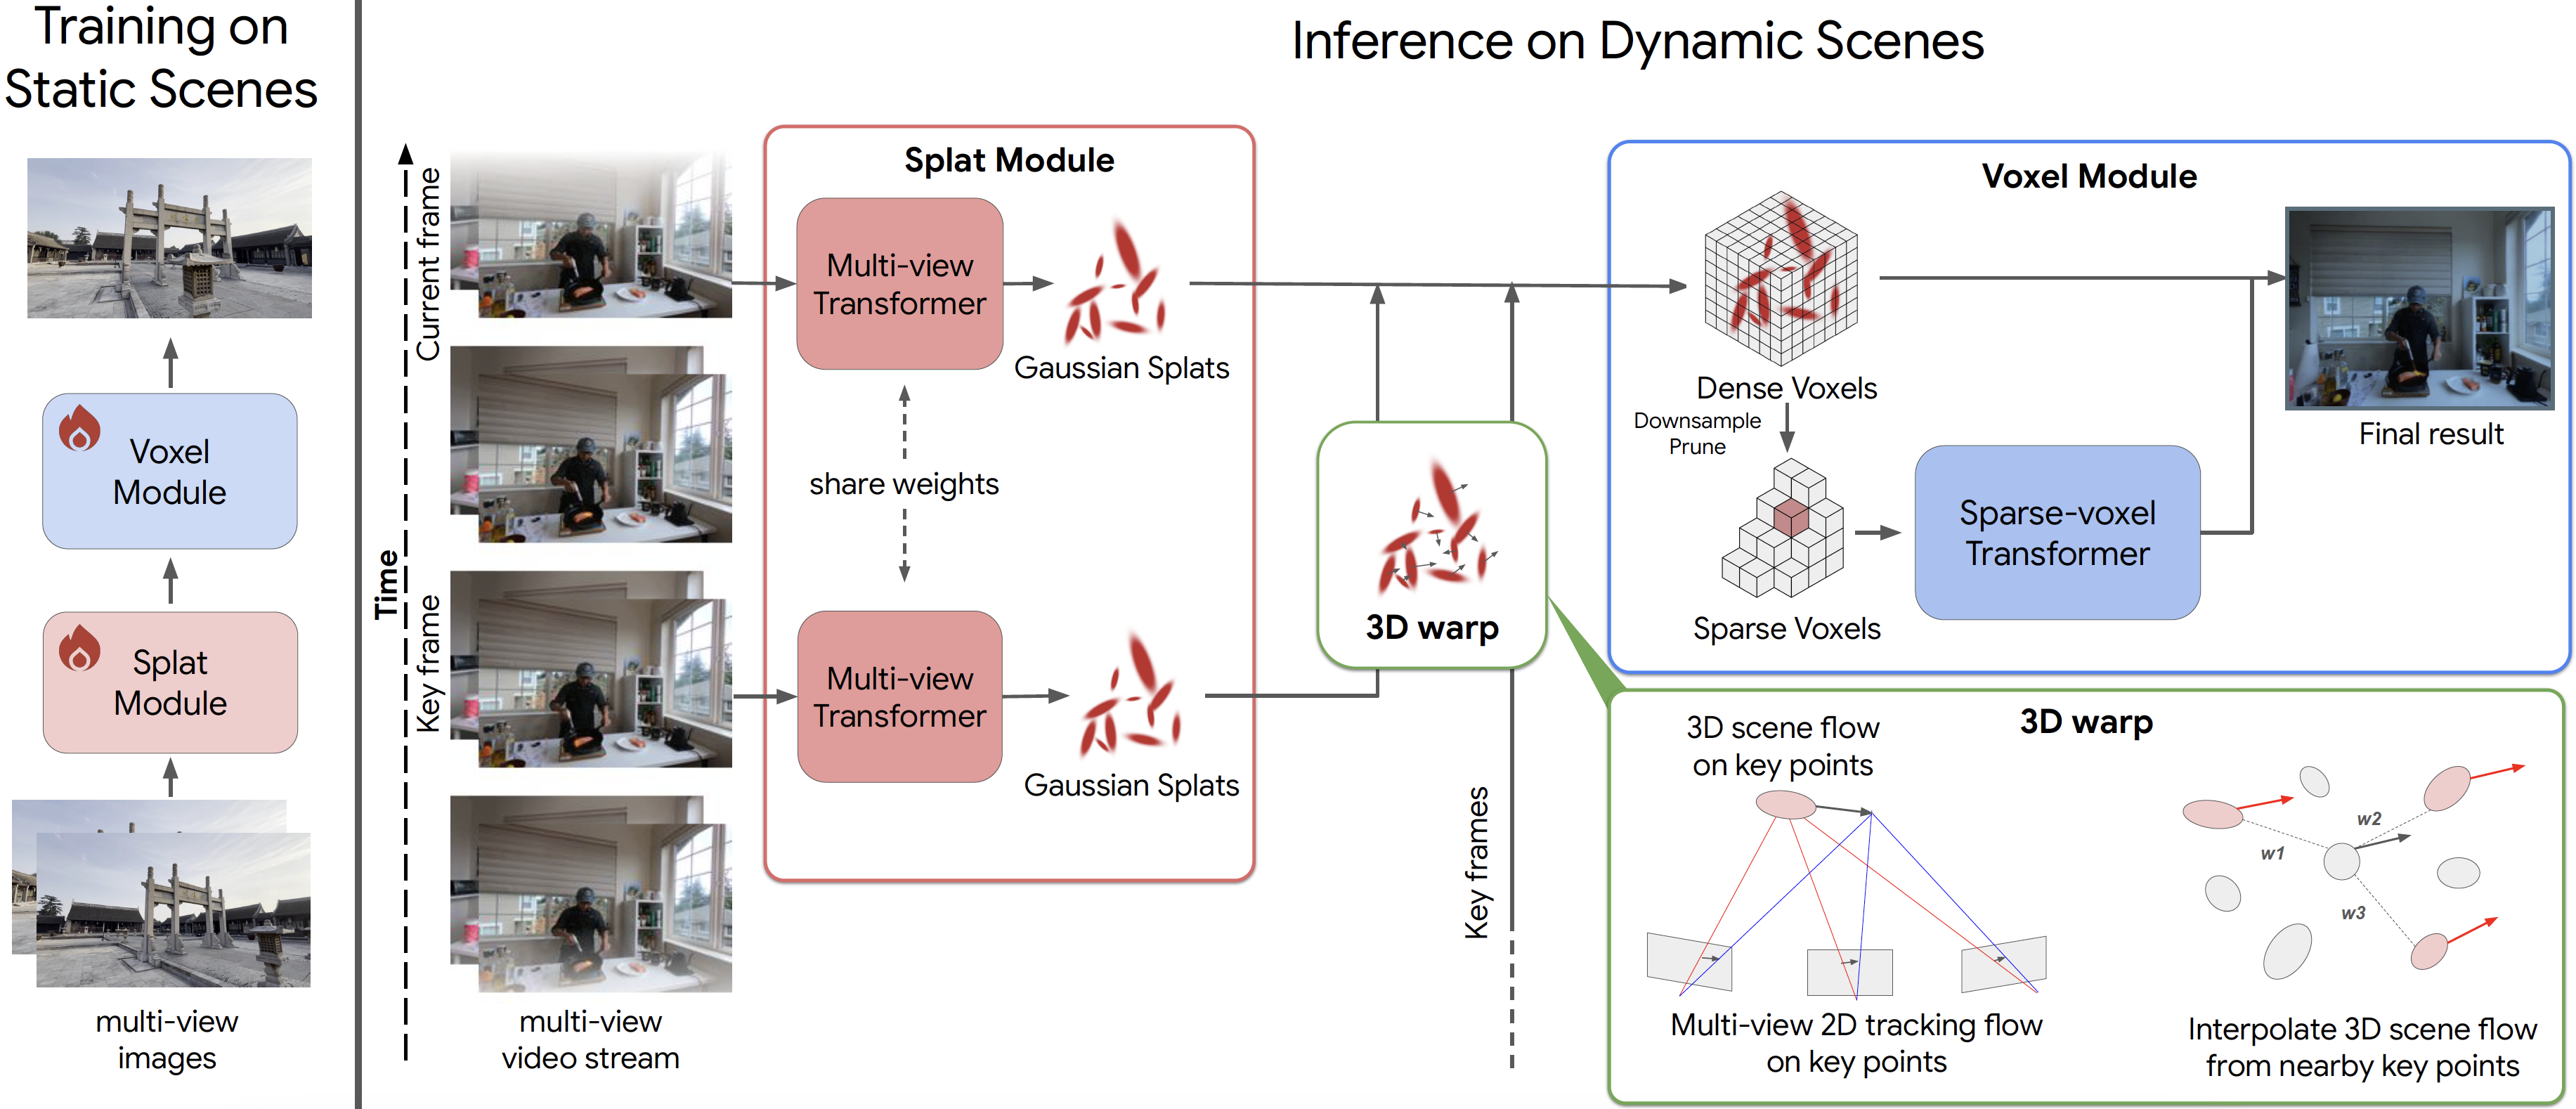 Training on
Static Scenes
Voxel
Module
Splat
Module
multi-view
images
Inference on Dynamic Scenes
Time
Current frame
Key frame
multi-view
video stream
Splat Module
Multi-view
Transformer
Gaussian Splats
share weights
Multi-view
Transformer
Gaussian Splats
3D warp
Key frames
Voxel Module
Dense Voxels
Downsample
Prune
Sparse Voxels
Sparse-voxel
Transformer
Final result
3D warp
3D scene flow
on key points
Multi-view 2D tracking flow
on key points
w1
w2
w3
Interpolate 3D scene flow
from nearby key points